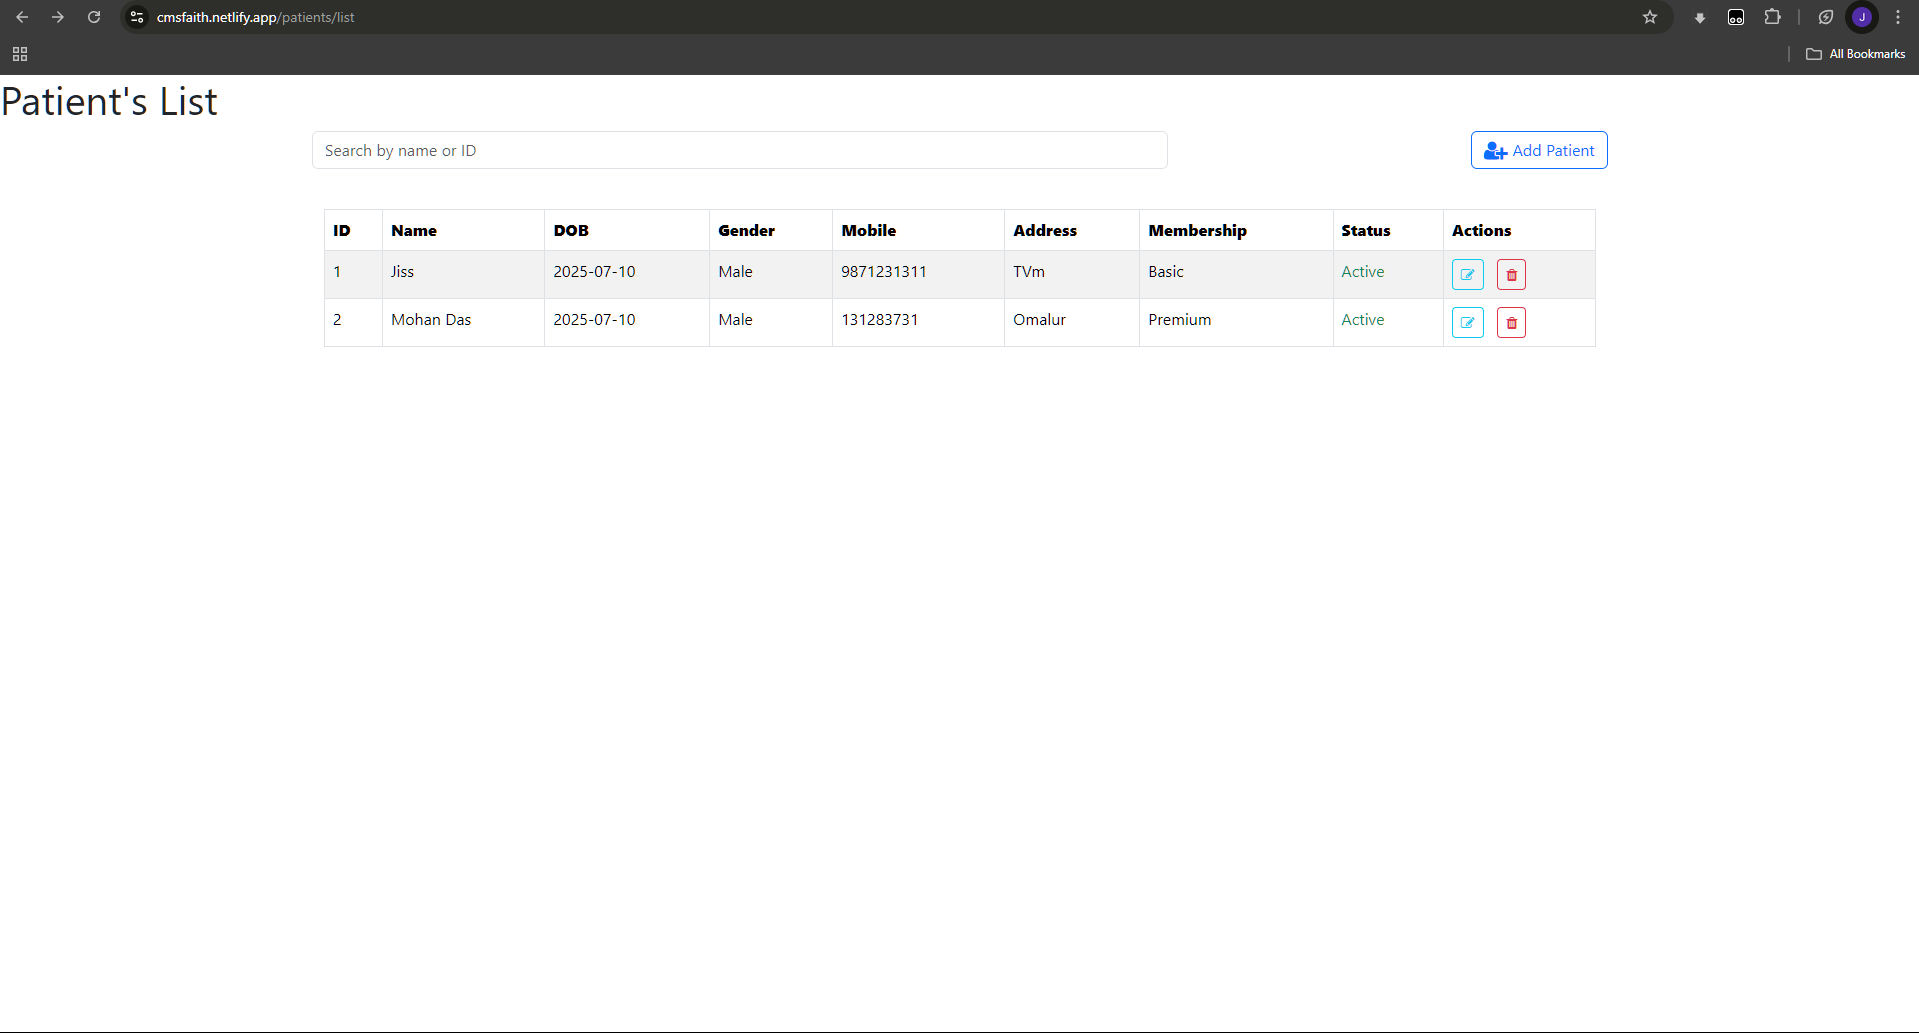 cmsfaith.netlify.app/patients/list
J
All Bookmarks
Patient's List
Search by name or ID
Add Patient
ID Name DOB Gender Mobile Address Membership Status Actions
1 Jiss 2025-07-10 Male 9871231311 TVm Basic Active
2 Mohan Das 2025-07-10 Male 131283731 Omalur Premium Active